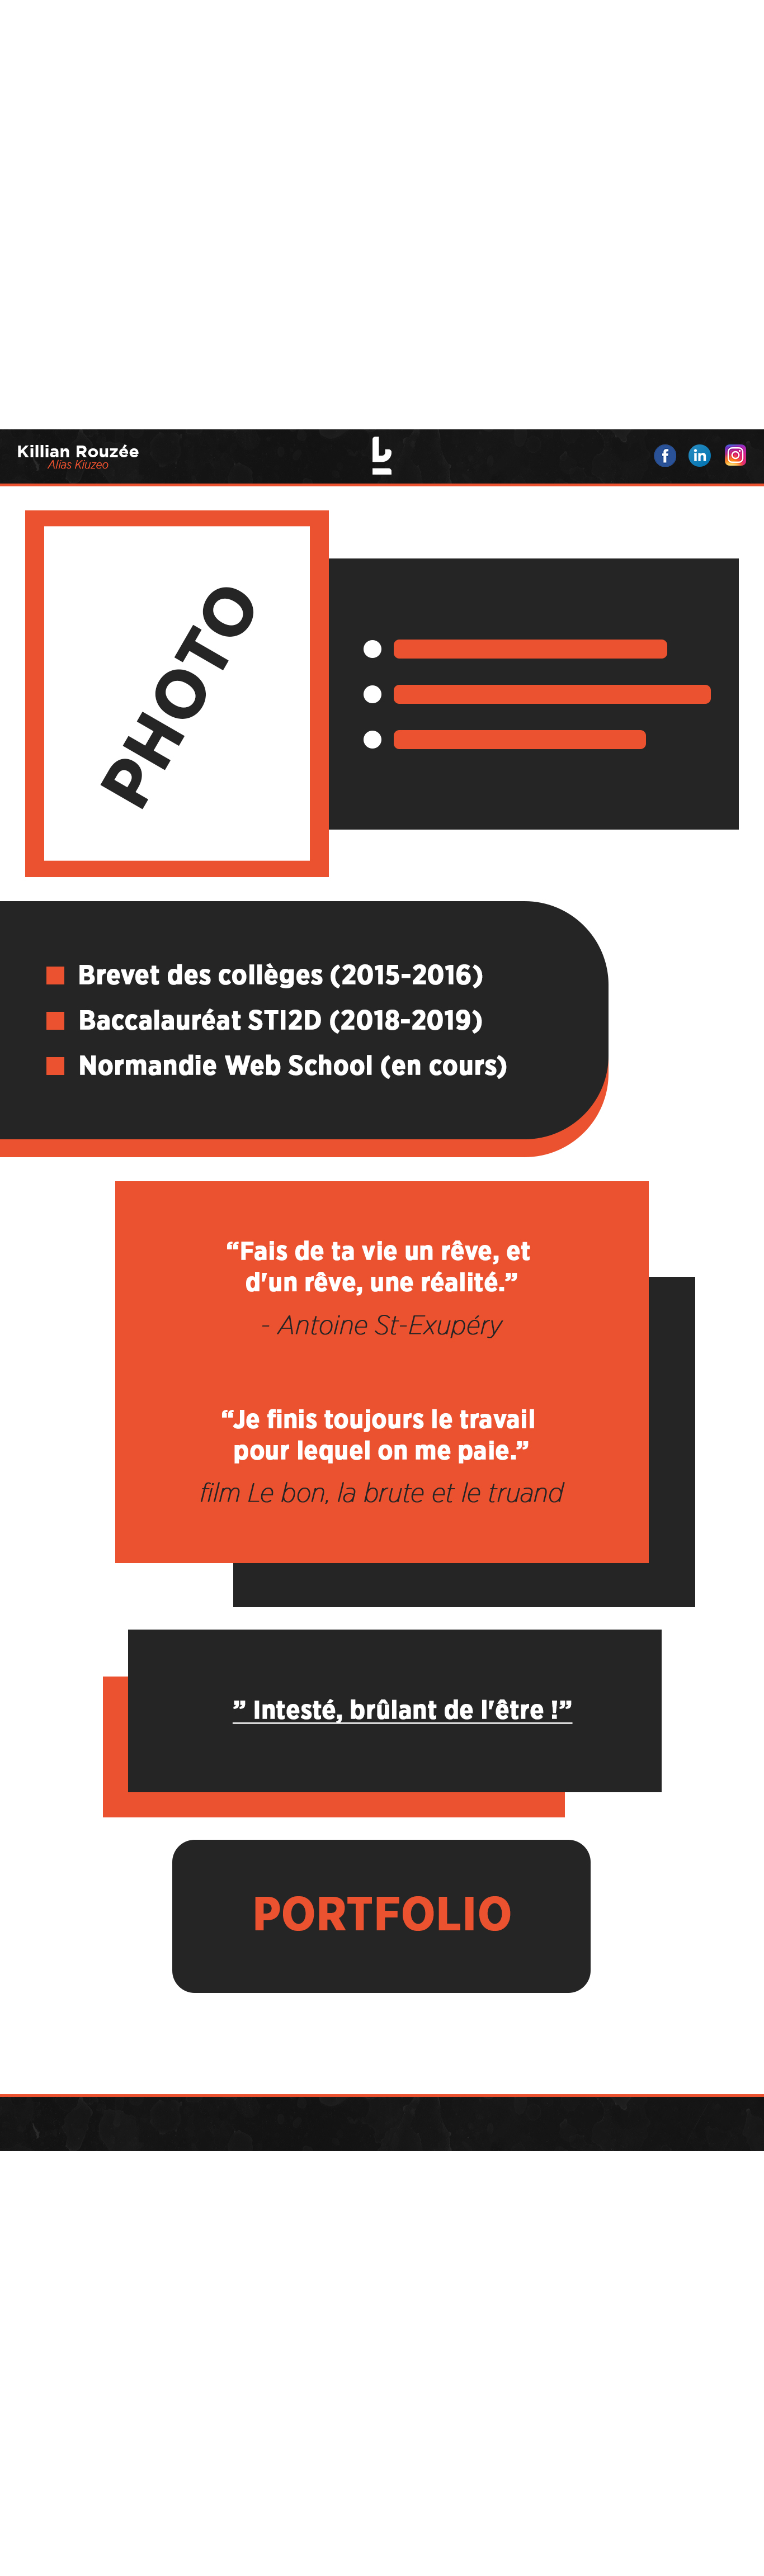 Killian Rouzée
Alias Kiuzeo
PHOTO
Brevet des collèges (2015-2016)
Baccalauréat STI2D (2018-2019)
Normandie Web School (en cours)
“Fais de ta vie un rêve, et
d'un rêve, une réalité.”
- Antoine St-Exupéry
“Je finis toujours le travail
pour lequel on me paie.”
film Le bon, la brute et le truand
” Intesté, brûlant de l'être !”
PORTFOLIO